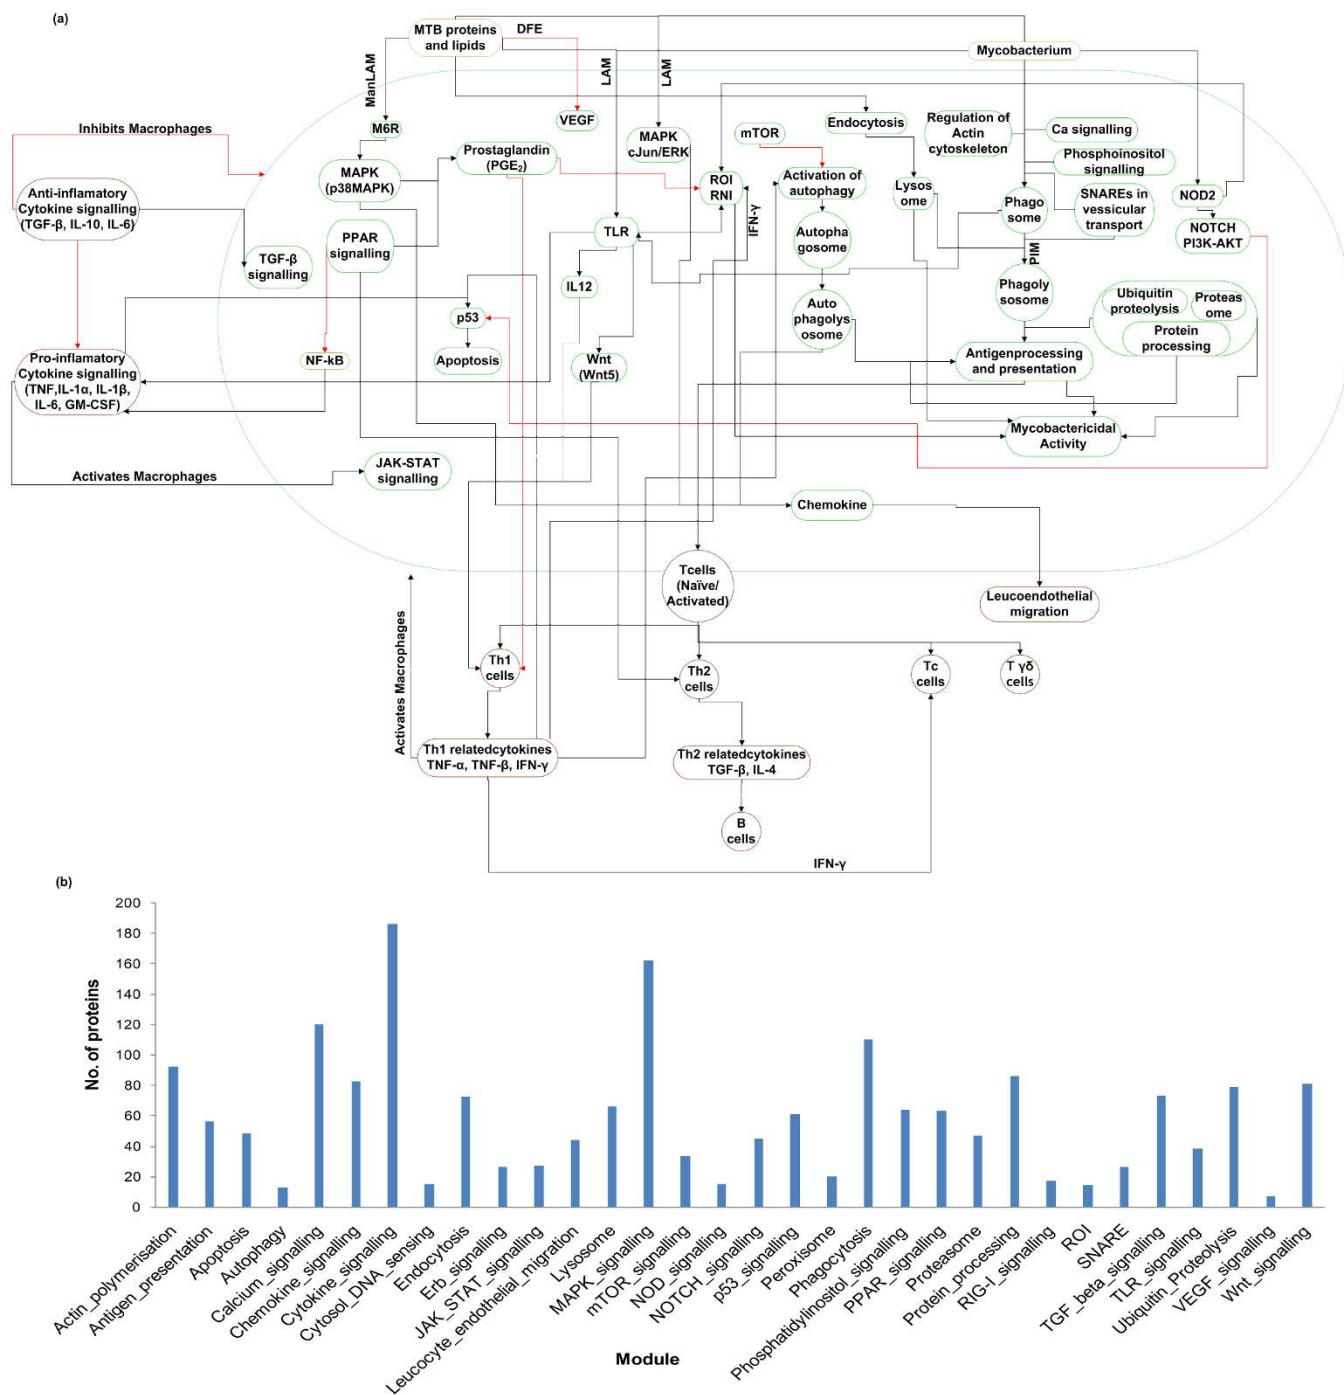 (a)
MTB proteins
and lipids
DFE
Mycobacterium
ManLAM
LAM
LAM
Inhibits Macrophages
M6R
VEGF
MAPK
cJun/ERK
mTOR
Endocytosis
Regulation of
Actin
cytoskeleton
Ca signalling
Phosphoinositol
signalling
Prostaglandin
(PGE₂)
MAPK
(p38MAPK)
ROI
RNI
IFN-γ
Activation of
autophagy
Lysos
ome
Phago
some
SNAREs in
vessicular
transport
NOD2
Anti-inflamatory
Cytokine signalling
(TGF-β, IL-10, IL-6)
TGF-β
signalling
PPAR
signalling
TLR
Autopha
gosome
NOTCH
PI3K-AKT
PIM
IL12
p53
Apoptosis
Auto
phagolys
osome
Phagoly
sosome
Ubiquitin
proteolysis
Proteas
ome
Protein
processing
NF-kB
Wnt
(Wnt5)
Antigenprocessing
and presentation
Pro-inflamatory
Cytokine signalling
(TNF,IL-1α, IL-1β,
IL-6, GM-CSF)
Mycobactericidal
Activity
Activates Macrophages
JAK-STAT
signalling
Chemokine
Tcells
(Naïve/
Activated)
Leucoendothelial
migration
Activates Macrophages
Th1
cells
Th2
cells
Tc
cells
T γδ
cells
Th1 relatedcytokines
TNF-α, TNF-β, IFN-γ
Th2 relatedcytokines
TGF-β, IL-4
B
cells
IFN-γ
(b)
No. of proteins
200
180
160
140
120
100
80
60
40
20
0
Actin_polymerisation
Antigen_presentation
Apoptosis
Autophagy
Calcium_signalling
Chemokine_signalling
Cytokine_signalling
Cytosol_DNA_sensing
Endocytosis
Erb_signalling
JAK_STAT_signalling
Leucocyte_endothelial_migration
Lysosome
MAPK_signalling
mTOR_signalling
NOD_signalling
NOTCH_signalling
p53_signalling
Peroxisome
Phagocytosis
Phosphatidylinositol_signalling
PPAR_signalling
Proteasome
Protein_processing
RIG-I_signalling
ROI
SNARE
TGF_beta_signalling
TLR_signalling
Ubiquitin_Proteolysis
VEGF_signalling
Wnt_signalling
Module